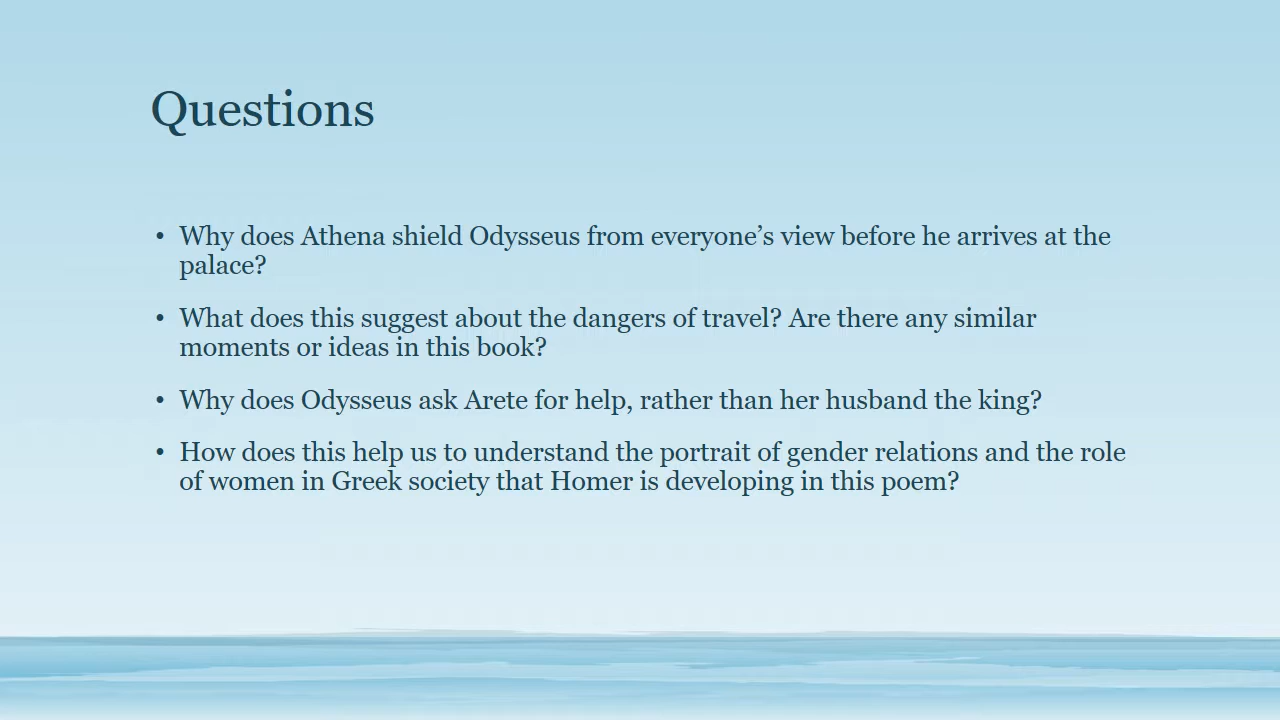 Questions
• Why does Athena shield Odysseus from everyone’s view before he arrives at the
palace?
• What does this suggest about the dangers of travel? Are there any similar
moments or ideas in this book?
• Why does Odysseus ask Arete for help, rather than her husband the king?
• How does this help us to understand the portrait of gender relations and the role
of women in Greek society that Homer is developing in this poem?